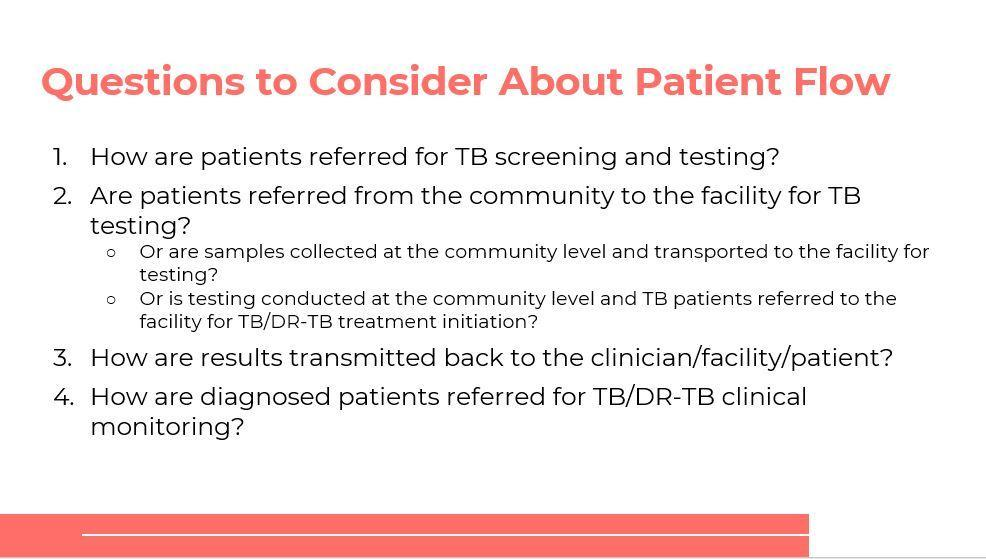 Questions to Consider About Patient Flow
1. How are patients referred for TB screening and testing?
2. Are patients referred from the community to the facility for TB
testing?
○ Or are samples collected at the community level and transported to the facility for
testing?
○ Or is testing conducted at the community level and TB patients referred to the
facility for TB/DR-TB treatment initiation?
3. How are results transmitted back to the clinician/facility/patient?
4. How are diagnosed patients referred for TB/DR-TB clinical
monitoring?